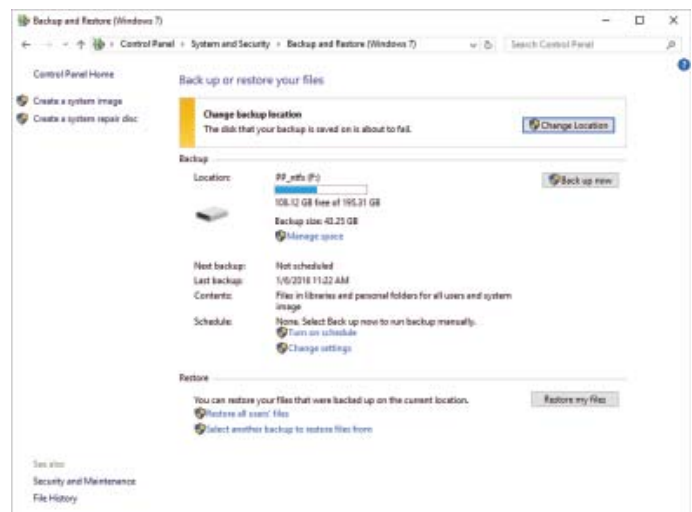 Backup and Restore (Windows 7)
Control Panel › System and Security › Backup and Restore (Windows 7)
Search Control Panel
Control Panel Home
Create a system image
Create a system repair disc
Back up or restore your files
Change backup location
The disk that your backup is saved on is about to fail.
Change Location
Backup
Location:
PP_ntfs (P:)
108.12 GB free of 195.31 GB
Backup size: 43.25 GB
Manage space
Back up now
Next backup: Not scheduled
Last backup: 1/6/2018 11:22 AM
Contents: Files in libraries and personal folders for all users and system
image
Schedule: None. Select Back up now to run backup manually.
Turn on schedule
Change settings
Restore
You can restore your files that were backed up on the current location.
Restore my files
Restore all users' files
Select another backup to restore files from
See also
Security and Maintenance
File History